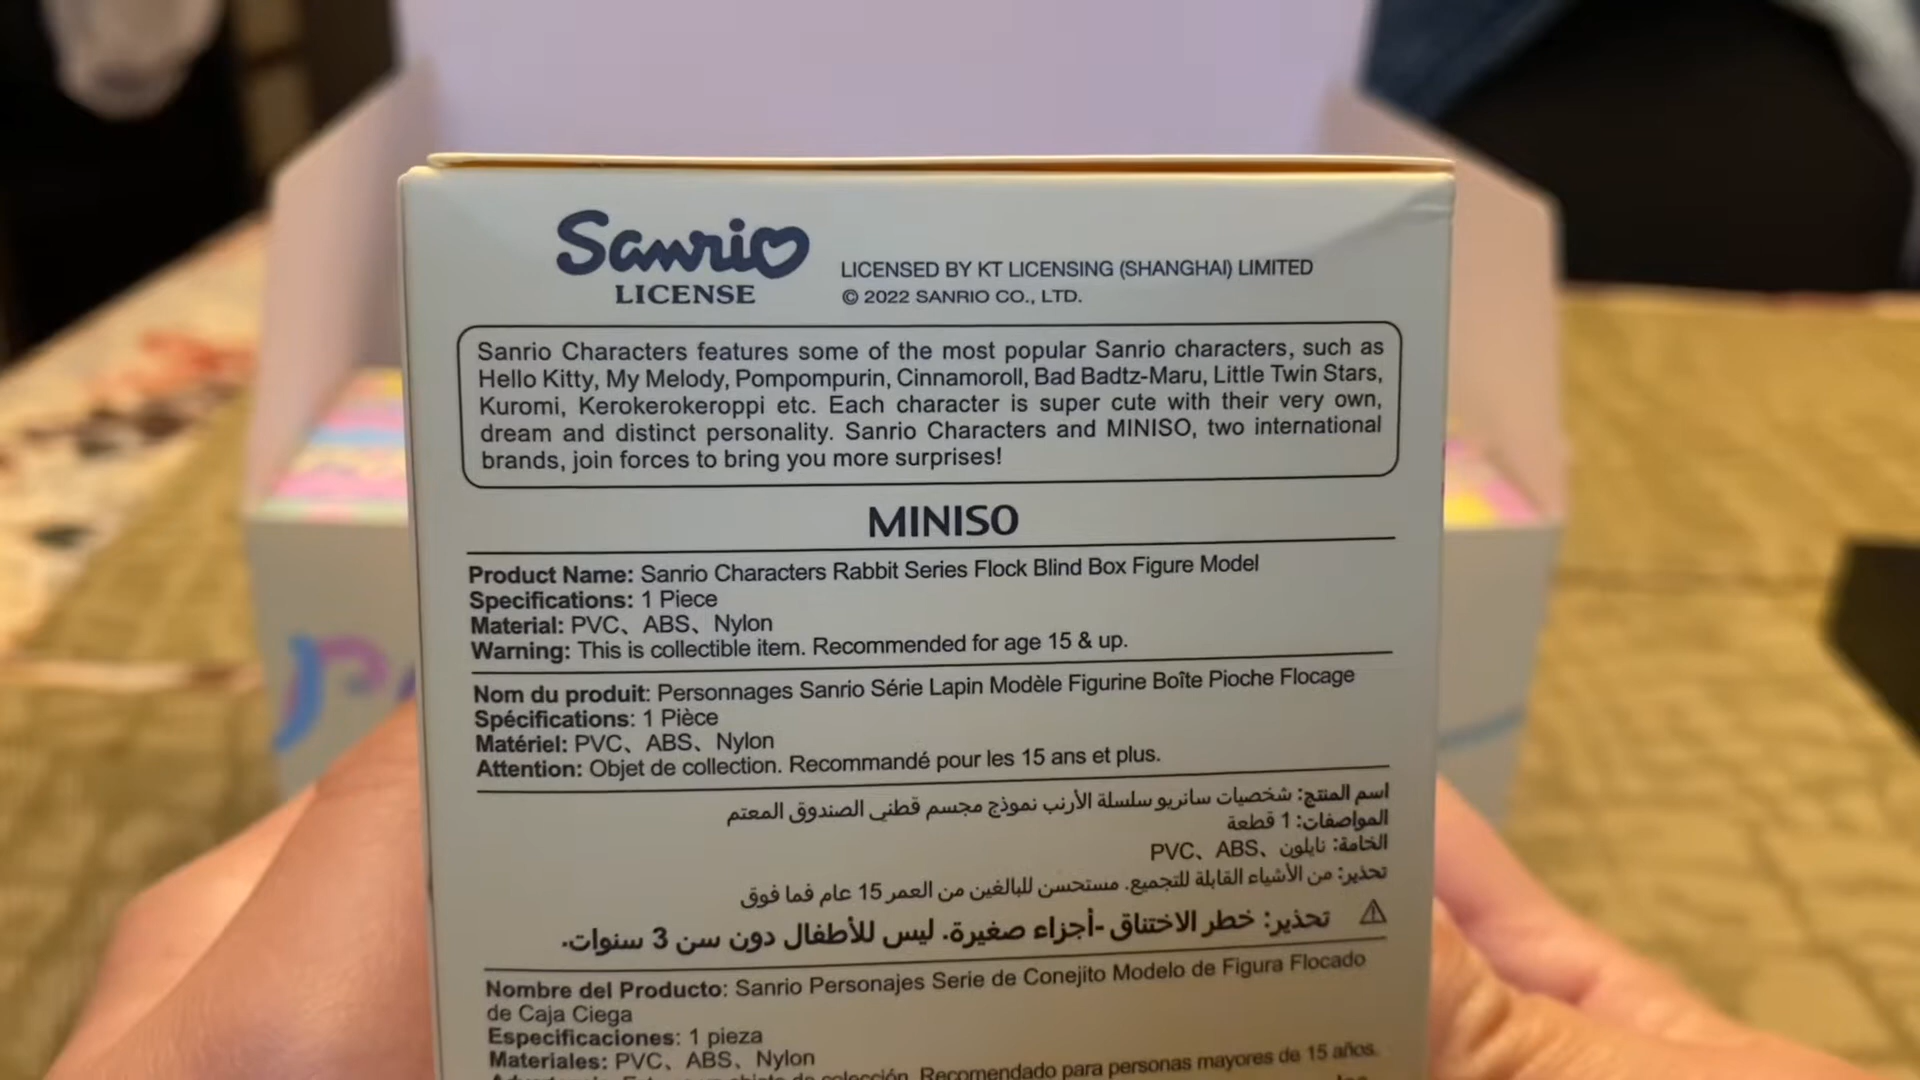 Sanrio
LICENSE
LICENSED BY KT LICENSING (SHANGHAI) LIMITED
© 2022 SANRIO CO., LTD.
Sanrio Characters features some of the most popular Sanrio characters, such as
Hello Kitty, My Melody, Pompompurin, Cinnamoroll, Bad Badtz-Maru, Little Twin Stars,
Kuromi, Kerokerokeroppi etc. Each character is super cute with their very own,
dream and distinct personality. Sanrio Characters and MINISO, two international
brands, join forces to bring you more surprises!
MINISO
Product Name: Sanrio Characters Rabbit Series Flock Blind Box Figure Model
Specifications: 1 Piece
Material: PVC、ABS、Nylon
Warning: This is collectible item. Recommended for age 15 & up.
Nom du produit: Personnages Sanrio Série Lapin Modèle Figurine Boîte Pioche Flocage
Spécifications: 1 Pièce
Matériel: PVC、ABS、Nylon
Attention: Objet de collection. Recommandé pour les 15 ans et plus.
اسم المنتج: شخصيات سانريو سلسلة الأرنب نموذج مجسم قطني الصندوق المعتم
المواصفات: 1 قطعة
الخامة: نايلون、PVC、ABS
تحذير: من الأشياء القابلة للتجميع. مستحسن للبالغين من العمر 15 عام فما فوق
⚠ تحذير: خطر الاختناق -أجزاء صغيرة. ليس للأطفال دون سن 3 سنوات.
Nombre del Producto: Sanrio Personajes Serie de Conejito Modelo de Figura Flocado
de Caja Ciega
Especificaciones: 1 pieza
Materiales: PVC、ABS、Nylon
colección. Recomendado para personas mayores de 15 años.